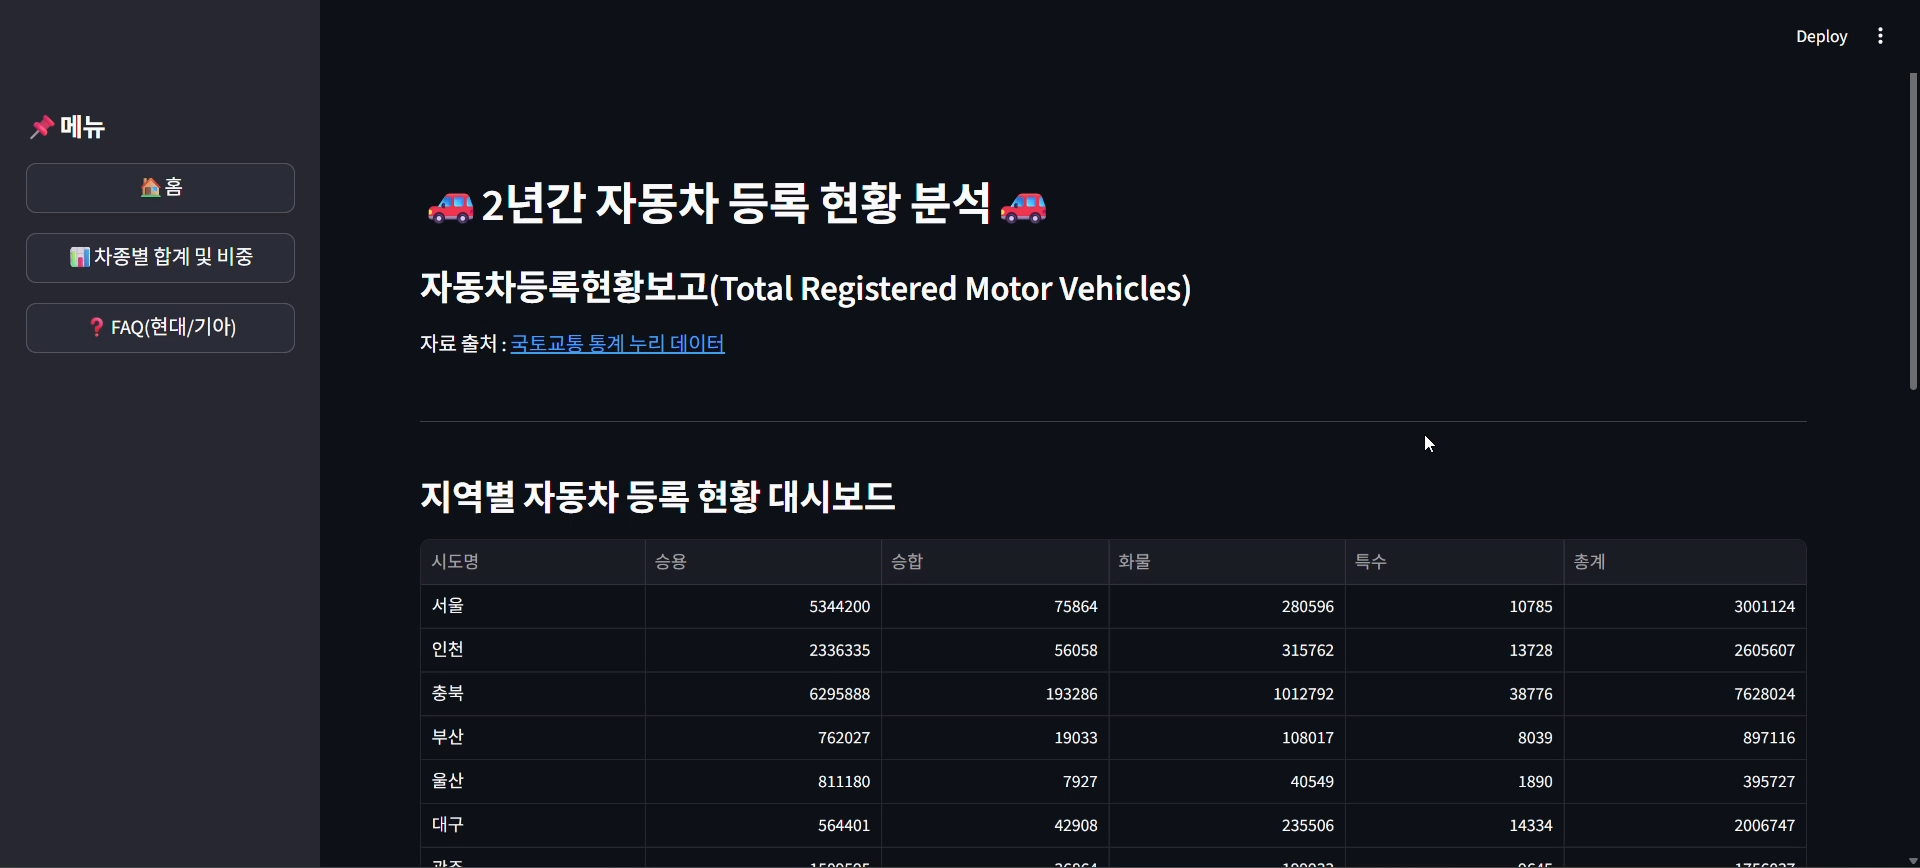 Deploy
메뉴
홈
차종별 합계 및 비중
FAQ(현대/기아)
2년간 자동차 등록 현황 분석
자동차등록현황보고(Total Registered Motor Vehicles)
자료 출처 : 국토교통 통계 누리 데이터
지역별 자동차 등록 현황 대시보드
시도명 승용 승합 화물 특수 총계
서울 5344200 75864 280596 10785 3001124
인천 2336335 56058 315762 13728 2605607
충북 6295888 193286 1012792 38776 7628024
부산 762027 19033 108017 8039 897116
울산 811180 7927 40549 1890 395727
대구 564401 42908 235506 14334 2006747